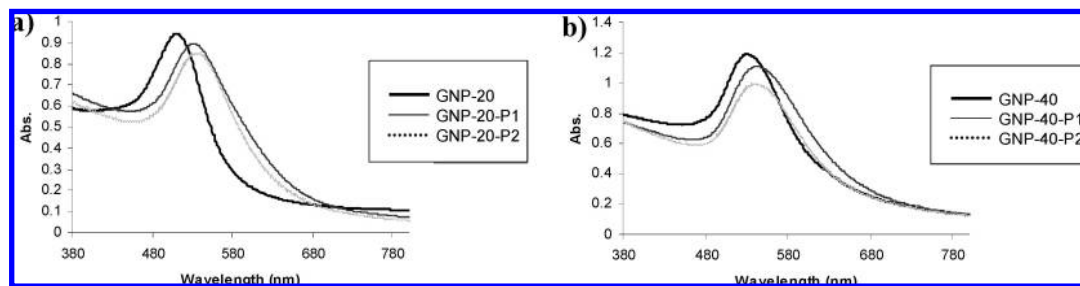 a)
1
0.9
0.8
0.7
0.6
0.5
0.4
0.3
0.2
0.1
0
Abs.
380 480 580 680 780
Wavelength (nm)
GNP-20
GNP-20-P1
GNP-20-P2
b)
1.4
1.2
1
0.8
0.6
0.4
0.2
0
Abs.
380 480 580 680 780
Wavelength (nm)
GNP-40
GNP-40-P1
GNP-40-P2